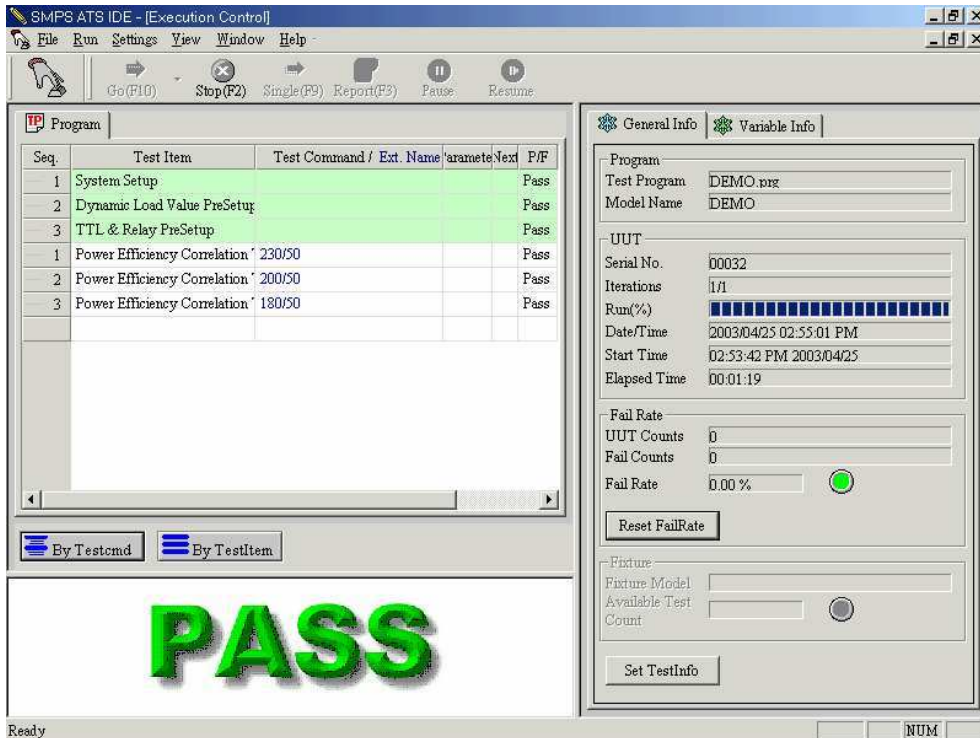 SMPS ATS IDE - [Execution Control]
File Run Settings View Window Help
Go(F10) Stop(F2) Single(F9) Report(F3) Pause Resume
Program
Seq. Test Item Test Command / Ext. Name 'aramete Next P/F
1 System Setup Pass
2 Dynamic Load Value PreSetup Pass
3 TTL & Relay PreSetup Pass
1 Power Efficiency Correlation 230/50 Pass
2 Power Efficiency Correlation 200/50 Pass
3 Power Efficiency Correlation 180/50 Pass
By Testcmd By TestItem
PASS
General Info Variable Info
Program
Test Program DEMO.prg
Model Name DEMO
UUT
Serial No. 00032
Iterations 1/1
Run(%)
Date/Time 2003/04/25 02:55:01 PM
Start Time 02:53:42 PM 2003/04/25
Elapsed Time 00:01:19
Fail Rate
UUT Counts 0
Fail Counts 0
Fail Rate 0.00 %
Reset FailRate
Fixture
Fixture Model
Available Test
Count
Set TestInfo
Ready NUM